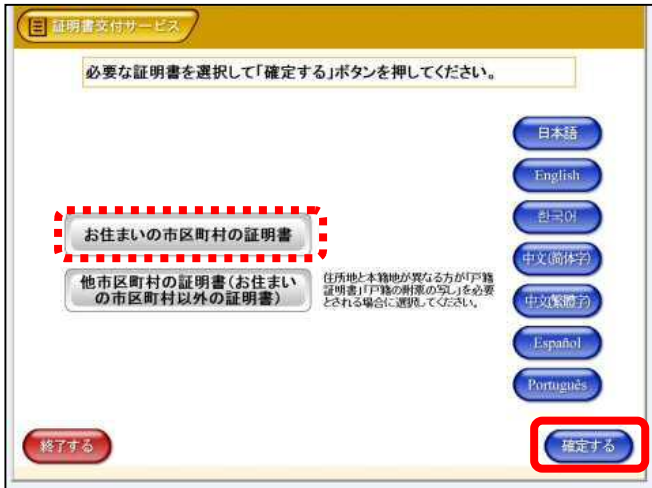 証明書交付サービス
必要な証明書を選択して「確定する」ボタンを押してください。
日本語
English
한국어
お住まいの市区町村の証明書
中文(简体字)
他市区町村の証明書(お住まい
の市区町村以外の証明書)
住所地と本籍地が異なる方が「戸籍
証明書」「戸籍の附票の写し」を必要
とされる場合に選択してください。
中文(繁體字)
Español
Português
終了する
確定する